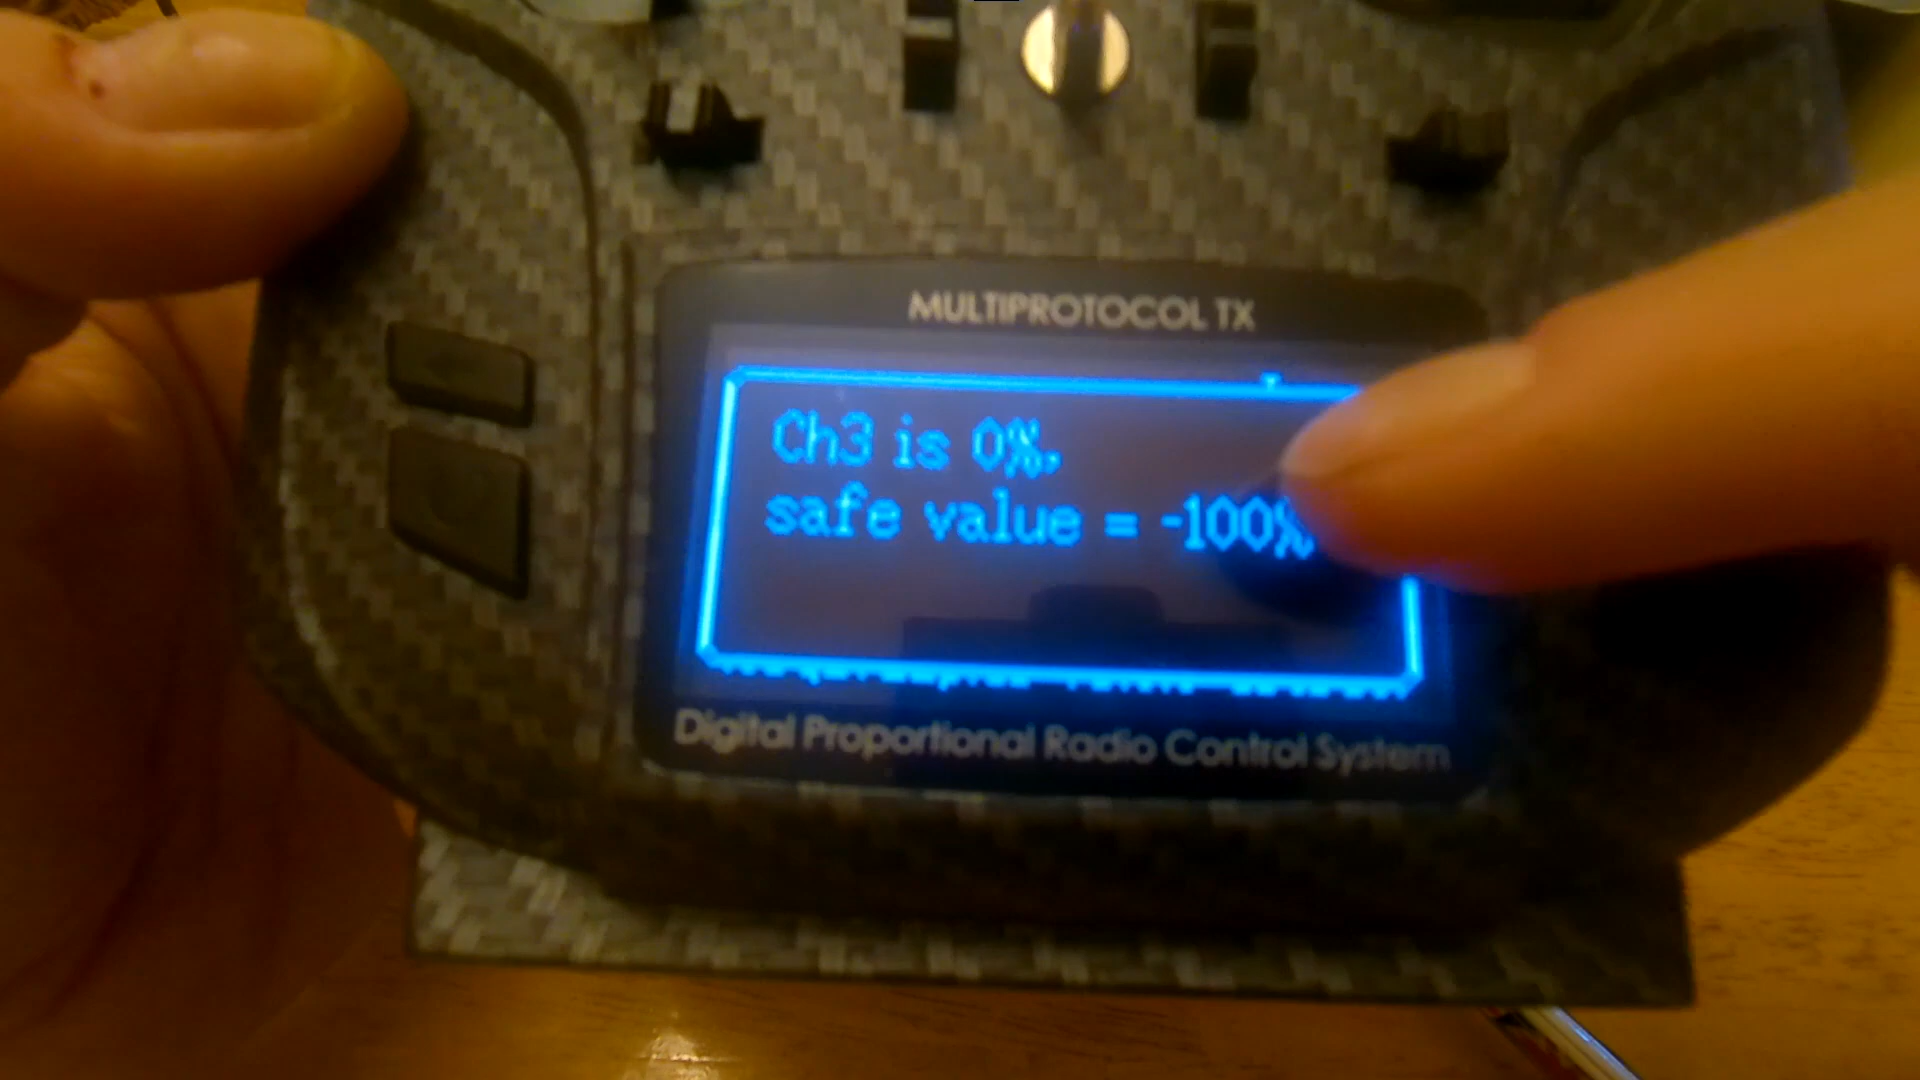 MULTIPROTOCOL TX
Ch3 is 0%,
safe value = -100%
Digital Proportional Radio Control System